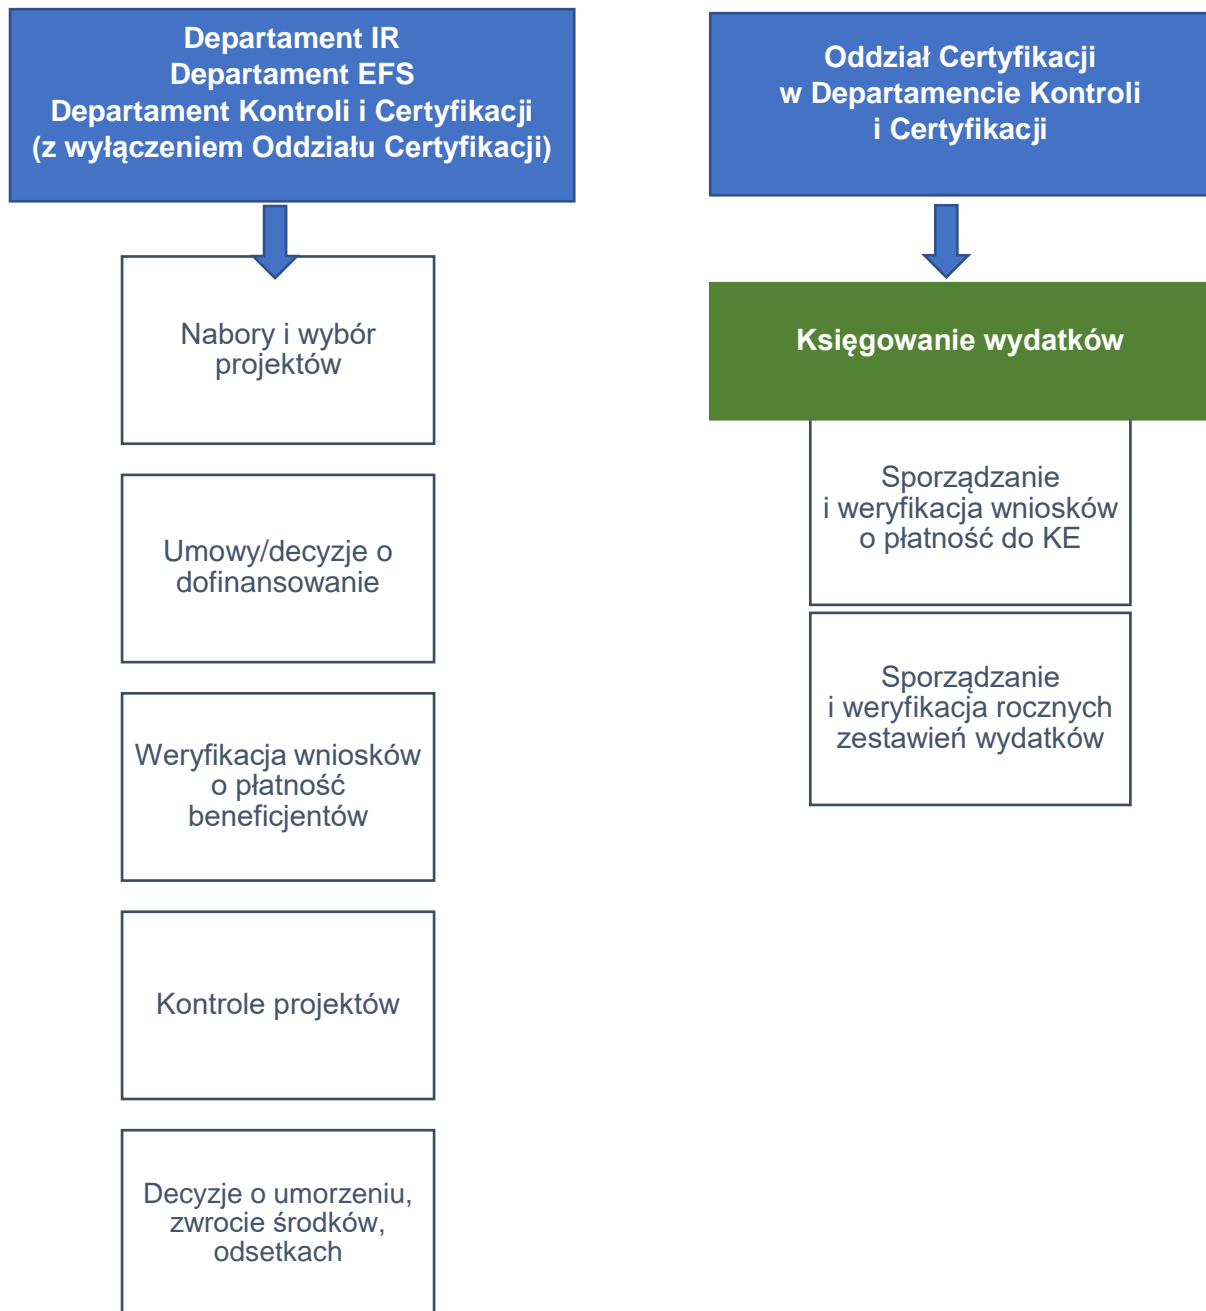 Departament IR
Departament EFS
Departament Kontroli i Certyfikacji
(z wyłączeniem Oddziału Certyfikacji)
Nabory i wybór
projektów
Umowy/decyzje o
dofinansowanie
Weryfikacja wniosków
o płatność
beneficjentów
Kontrole projektów
Decyzje o umorzeniu,
zwrocie środków,
odsetkach
Oddział Certyfikacji
w Departamencie Kontroli
i Certyfikacji
Księgowanie wydatków
Sporządzanie
i weryfikacja wniosków
o płatność do KE
Sporządzanie
i weryfikacja rocznych
zestawień wydatków